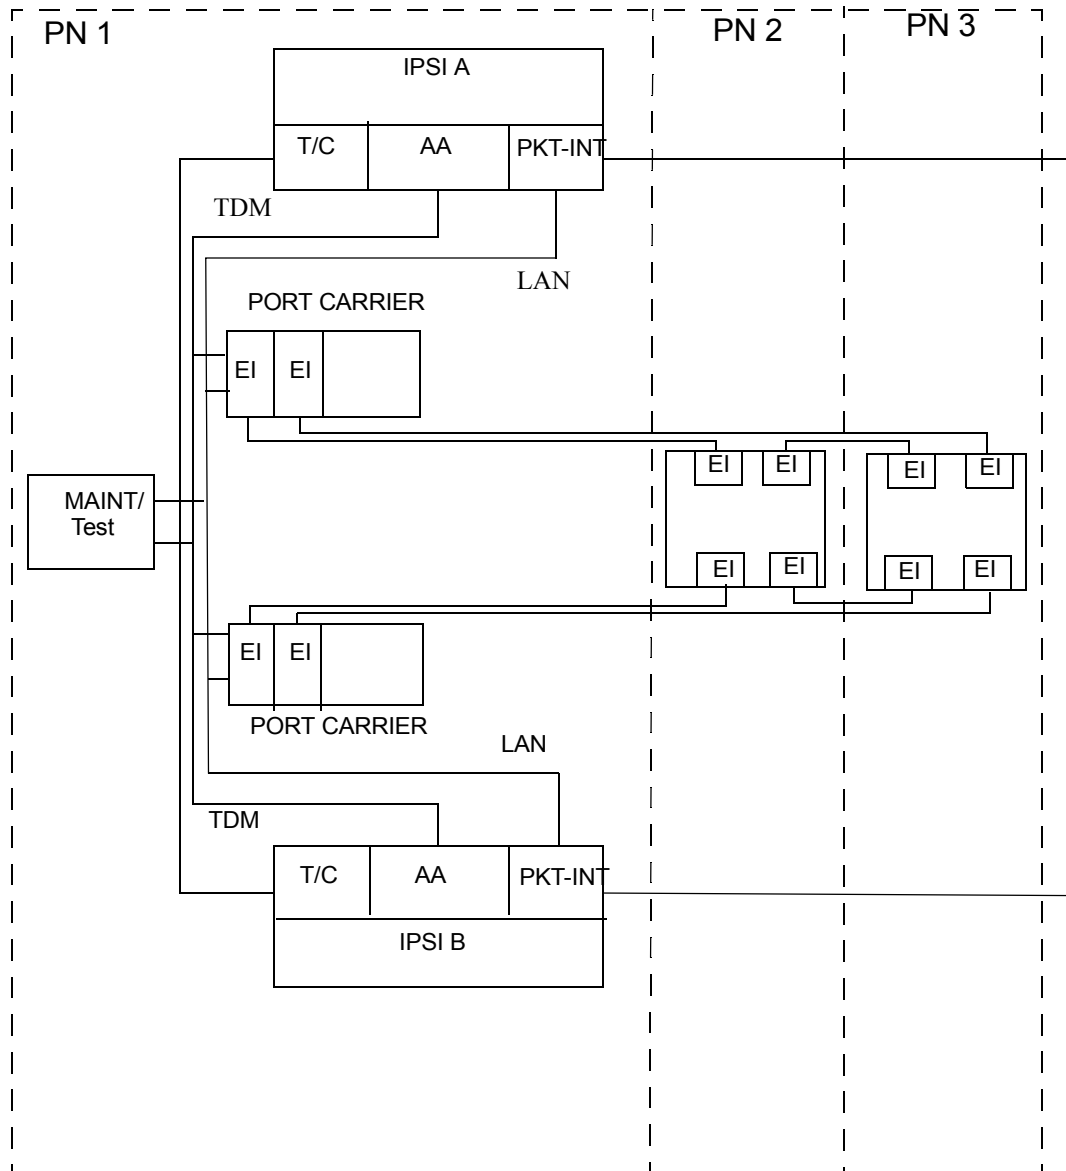 PN 1
PN 2
PN 3
IPSI A
T/C
AA
PKT-INT
TDM
LAN
PORT CARRIER
EI
EI
EI
EI
EI
EI
MAINT/
Test
EI
EI
EI
EI
EI
EI
PORT CARRIER
LAN
TDM
T/C
AA
PKT-INT
IPSI B